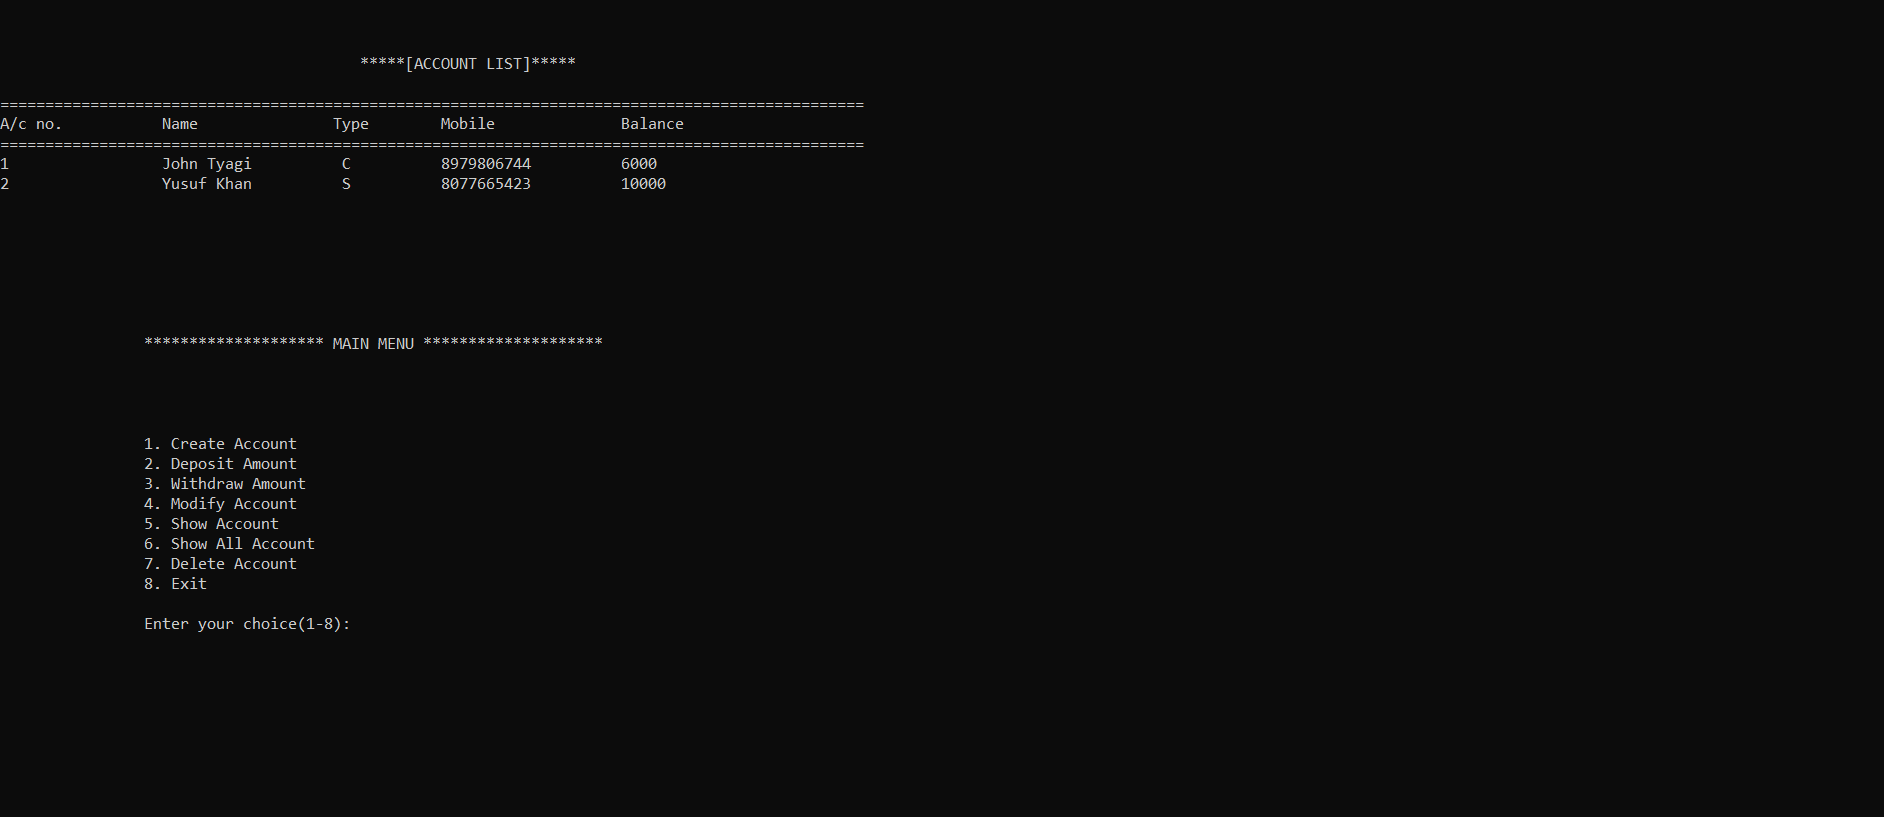 *****[ACCOUNT LIST]*****
================================================================================================
A/c no. Name Type Mobile Balance
================================================================================================
1 John Tyagi C 8979806744 6000
2 Yusuf Khan S 8077665423 10000
******************** MAIN MENU ********************
1. Create Account
2. Deposit Amount
3. Withdraw Amount
4. Modify Account
5. Show Account
6. Show All Account
7. Delete Account
8. Exit
Enter your choice(1-8):